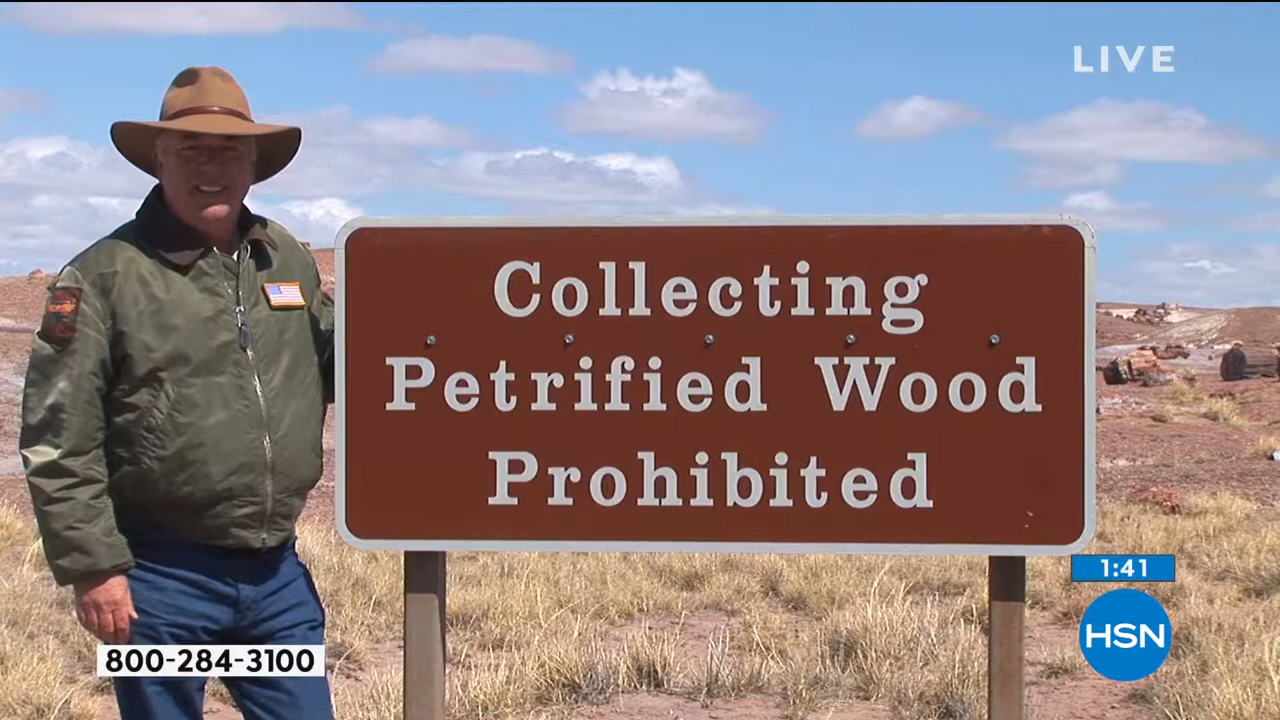 LIVE
Collecting
Petrified Wood
Prohibited
1:41
HSN
800-284-3100